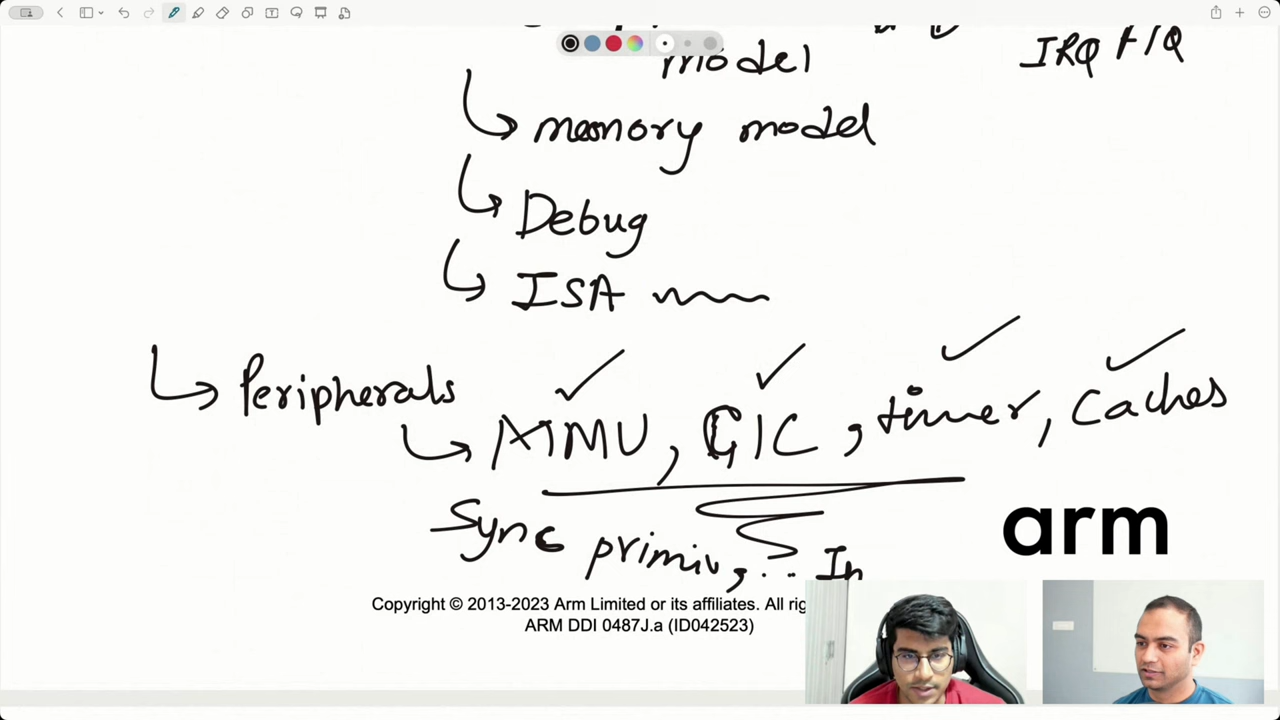 model
IRQ FIQ
memory model
Debug
ISA
Peripherals
MMU, GIC, timer, Caches
Sync primiv, .. In
arm
Copyright © 2013-2023 Arm Limited or its affiliates. All rig
ARM DDI 0487J.a (ID042523)